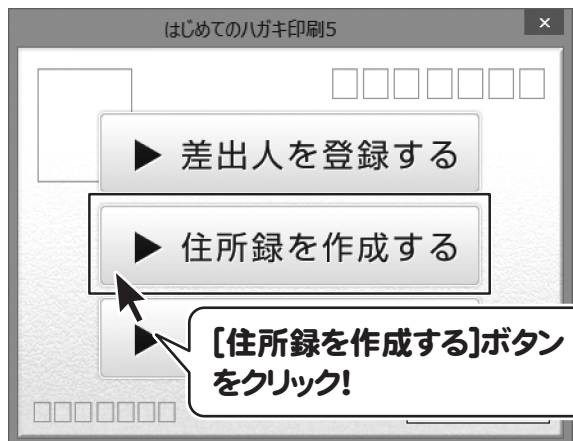 はじめてのハガキ印刷5
▶ 差出人を登録する
▶ 住所録を作成する
[住所録を作成する]ボタン
をクリック!